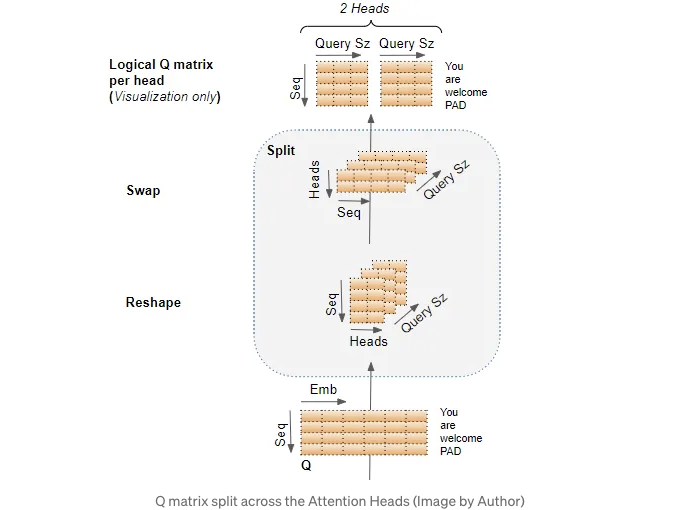 2 Heads
Query Sz Query Sz
Logical Q matrix
per head
(Visualization only)
Seq
You
are
welcome
PAD
Split
Swap
Heads
Seq
Query Sz
Reshape
Seq
Heads
Query Sz
Emb
Seq
Q
You
are
welcome
PAD
Q matrix split across the Attention Heads (Image by Author)